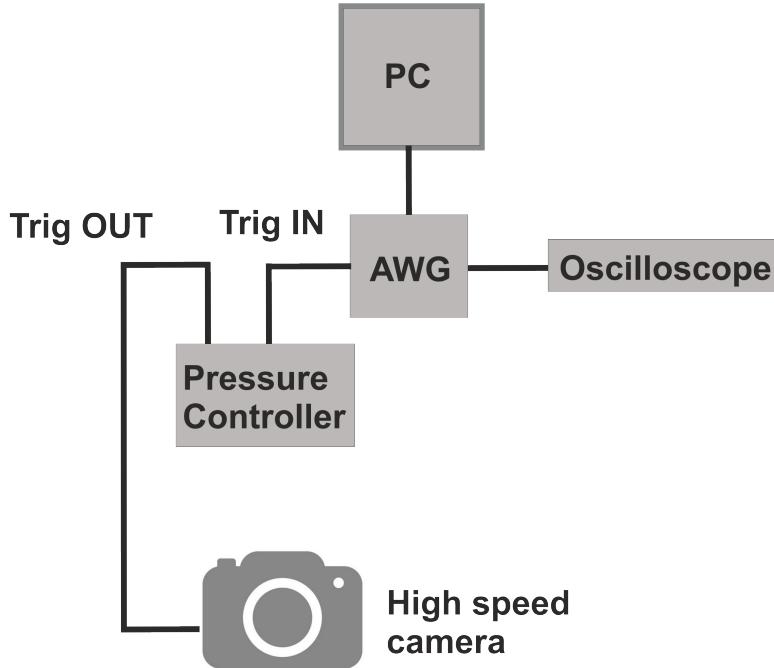 PC
Trig OUT
Trig IN
AWG
Oscilloscope
Pressure
Controller
High speed
camera